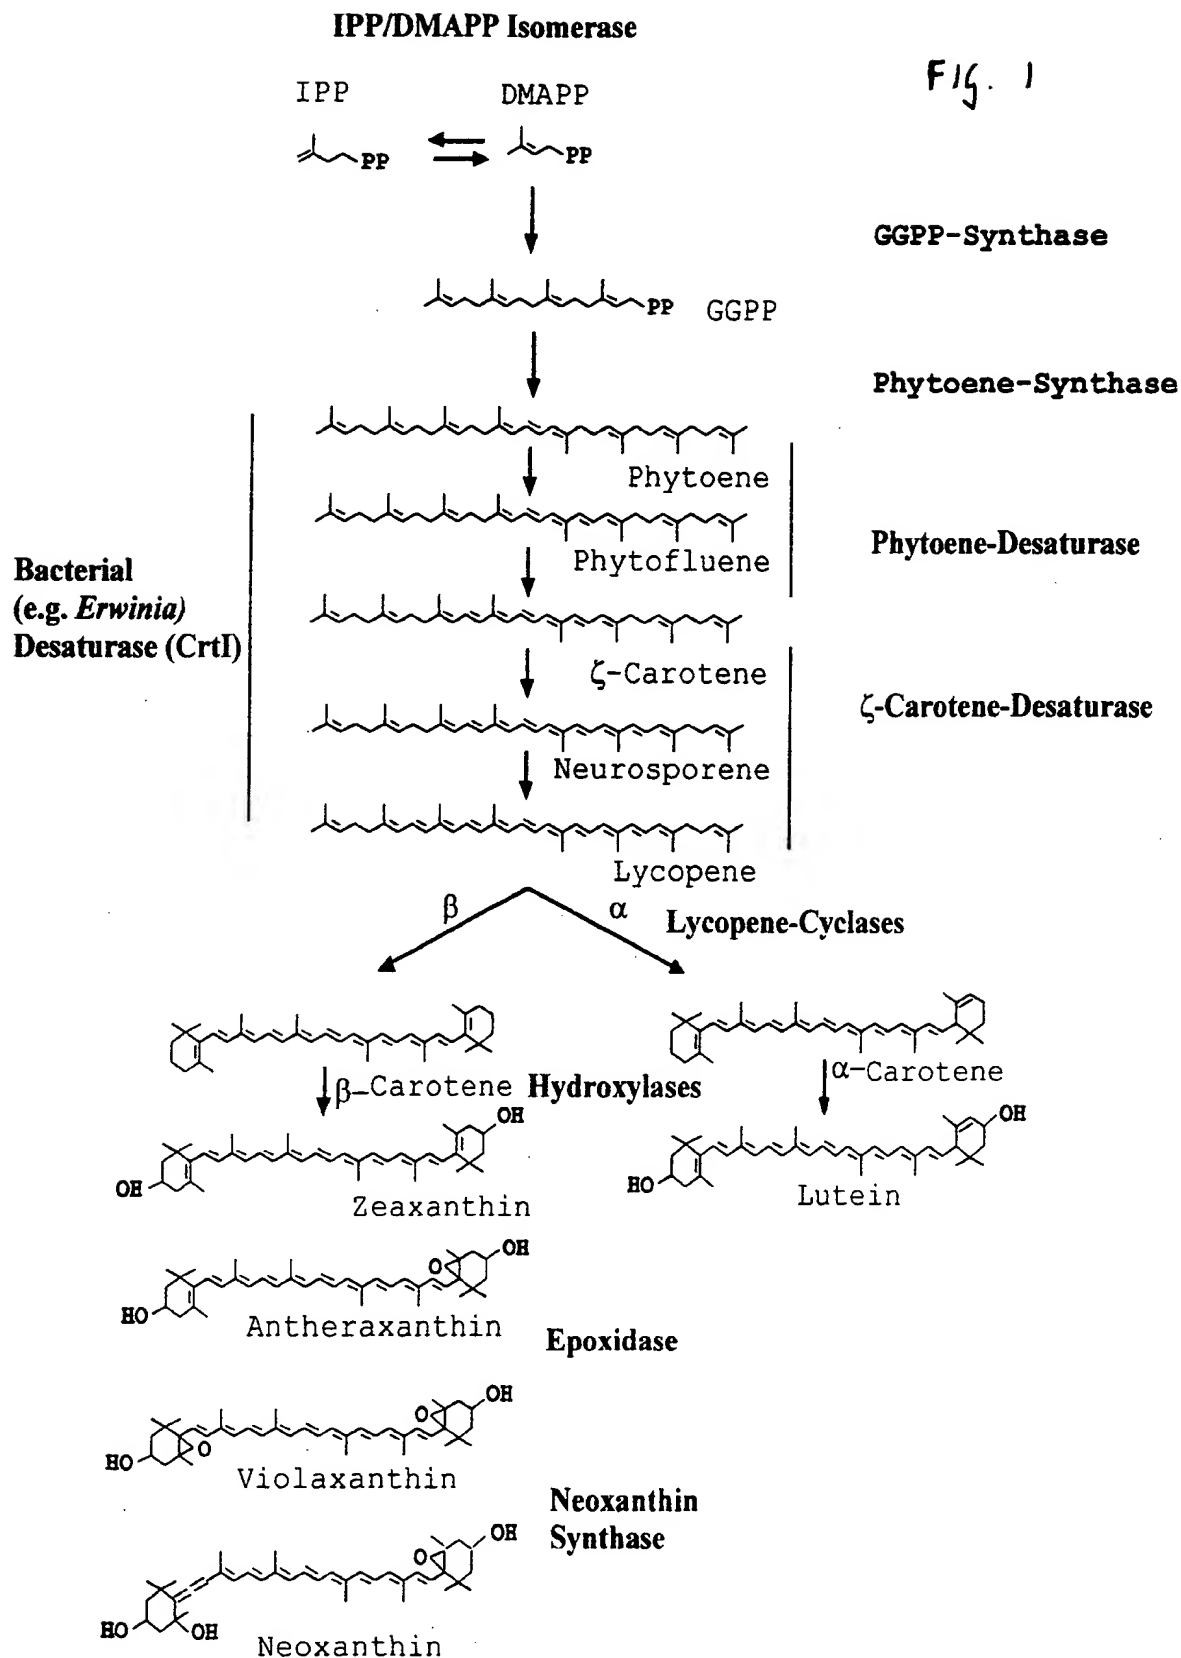 IPP/DMAPP Isomerase
FIG. 1
IPP
DMAPP
PP
PP
GGPP-Synthase
PP
GGPP
Phytoene-Synthase
Phytoene
Phytofluene
Phytoene-Desaturase
Bacterial
(e.g. Erwinia)
Desaturase (CrtI)
ζ-Carotene
ζ-Carotene-Desaturase
Neurosporene
Lycopene
β
α
Lycopene-Cyclases
β-Carotene
Hydroxylases
α-Carotene
OH
OH
OH
Zeaxanthin
HO
Lutein
OH
O
HO
Antheraxanthin
Epoxidase
OH
O
O
HO
Violaxanthin
Neoxanthin
Synthase
OH
O
HO
OH
Neoxanthin